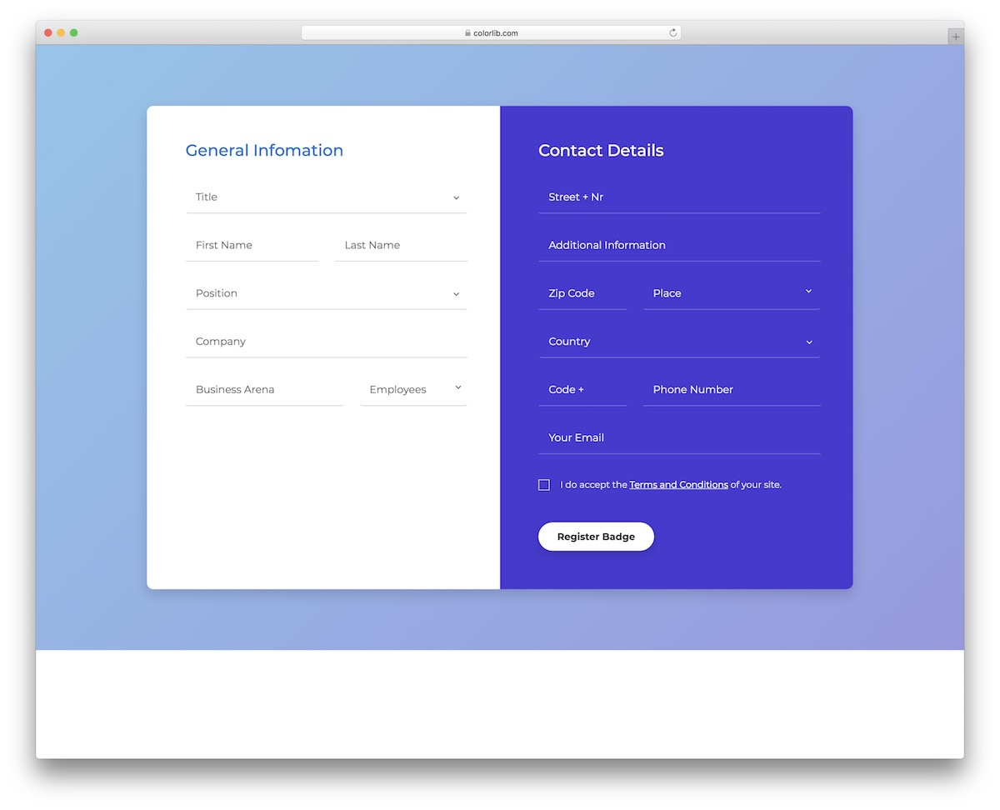 colorlib.com
General Infomation
Title
First Name Last Name
Position
Company
Business Arena Employees
Contact Details
Street + Nr
Additional Information
Zip Code Place
Country
Code + Phone Number
Your Email
I do accept the Terms and Conditions of your site.
Register Badge